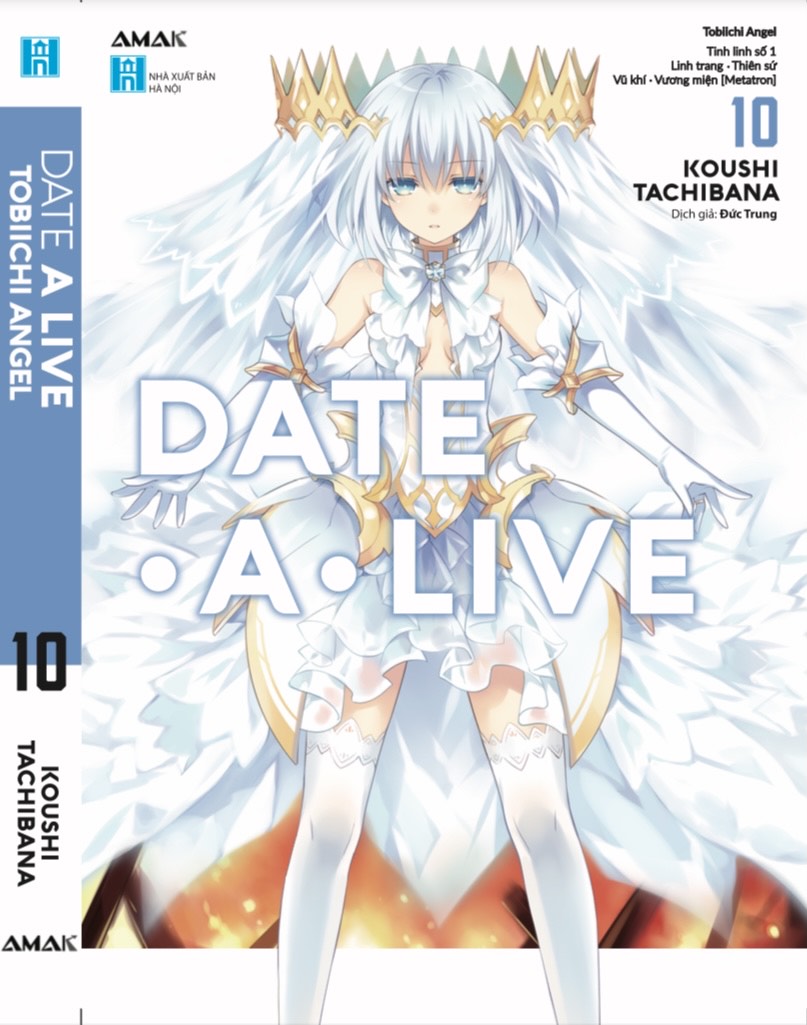 AMAK
NHÀ XUẤT BẢN
HÀ NỘI
Tobiichi Angel
Tinh linh số 1
Linh trang · Thiên sứ
Vũ khí · Vương miện [Metatron]
10
KOUSHI
TACHIBANA
Dịch giả: Đức Trung
DATE
·A·LIVE
DATE A LIVE
TOBIICHI ANGEL
10
KOUSHI
TACHIBANA
AMAK